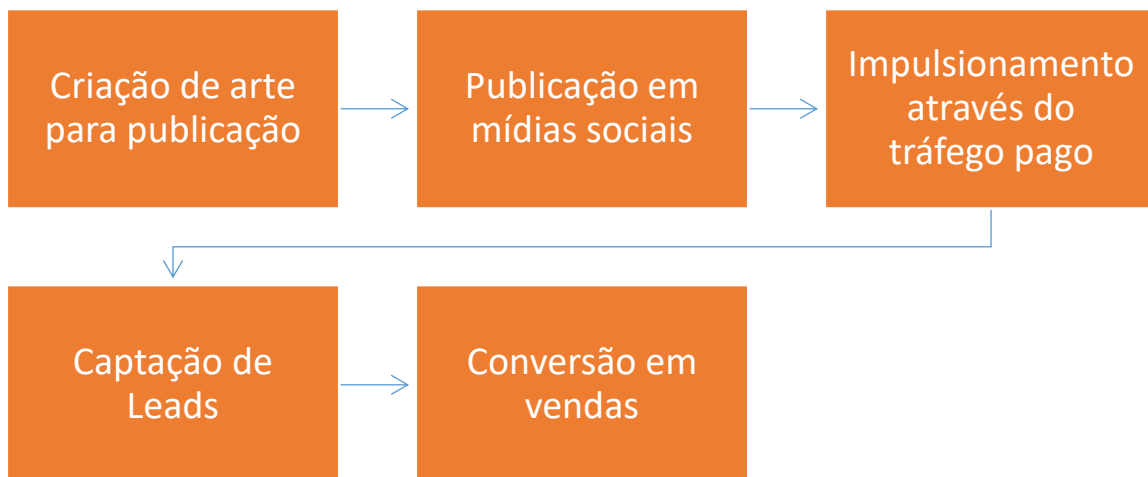 Criação de arte
para publicação
Publicação em
mídias sociais
Impulsionamento
através do
tráfego pago
Captação de
Leads
Conversão em
vendas